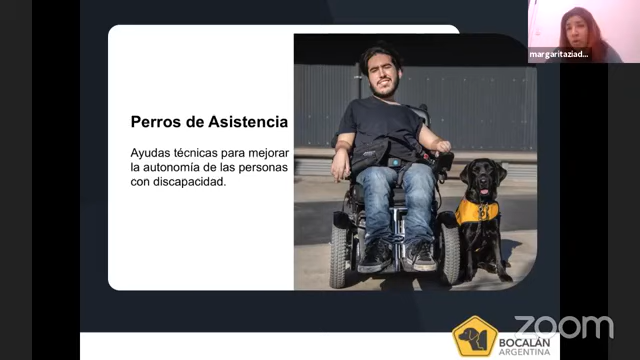 margaritaziad...
Perros de Asistencia
Ayudas técnicas para mejorar
la autonomía de las personas
con discapacidad.
zoom
BOCALÁN
ARGENTINA